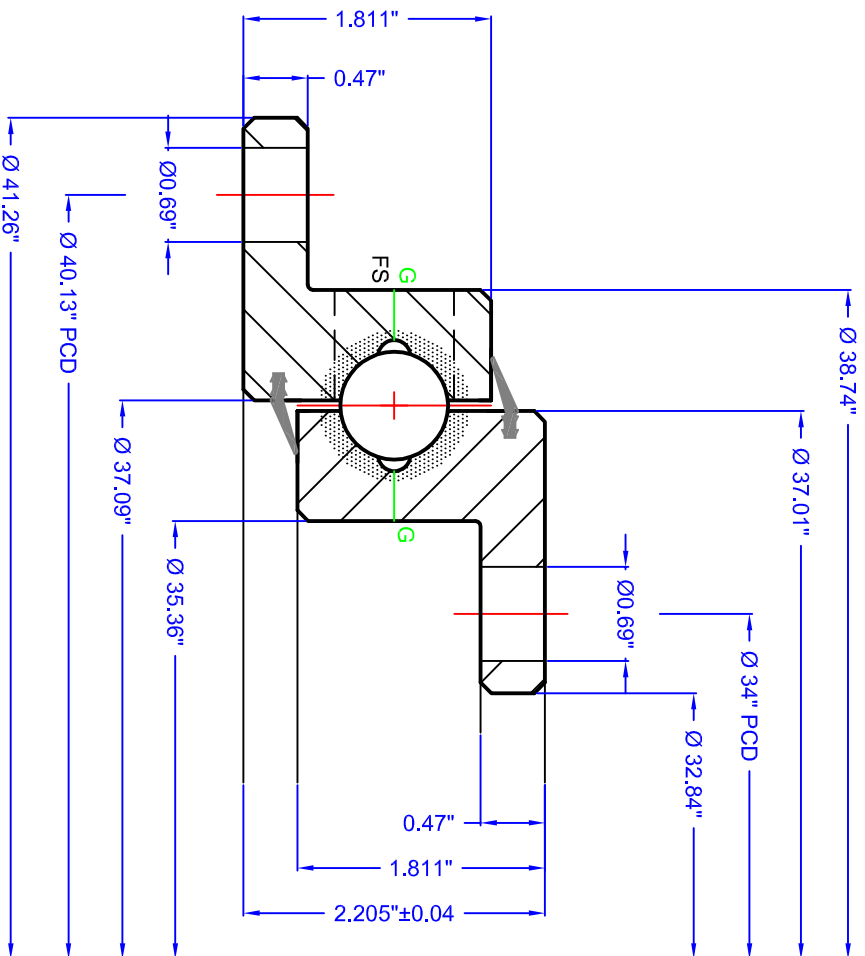 1.811"
0.47"
Ø 41.26"
Ø0.69"
Ø 40.13" PCD
FS
G
Ø 38.74"
Ø 37.09"
Ø 37.01"
G
Ø 35.36"
Ø0.69"
Ø 34" PCD
Ø 32.84"
0.47"
1.811"
2.205"±0.04